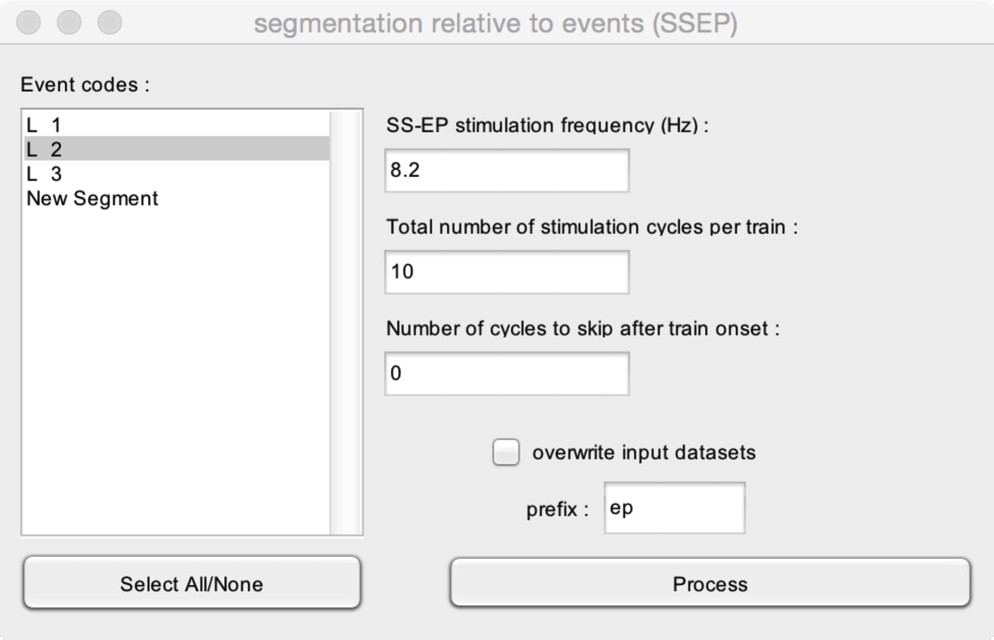 segmentation relative to events (SSEP)
Event codes :
L  1
L  2
L  3
New Segment
SS-EP stimulation frequency (Hz) :
8.2
Total number of stimulation cycles per train :
10
Number of cycles to skip after train onset :
0
overwrite input datasets
prefix :
ep
Select All/None
Process